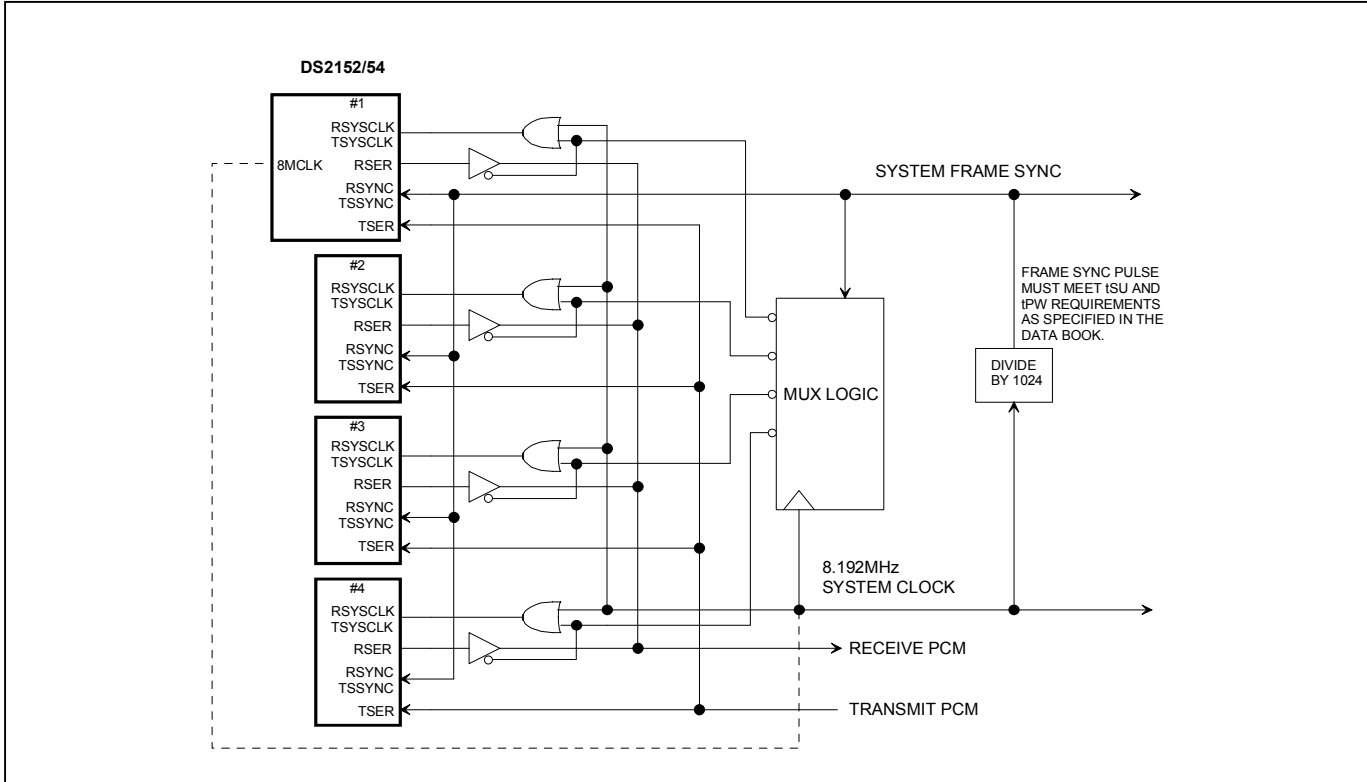 DS2152/54
#1
RSYSCLK
TSYSCLK
8MCLK
RSER
RSYNC
TSSYNC
TSER
#2
RSYSCLK
TSYSCLK
RSER
RSYNC
TSSYNC
TSER
#3
RSYSCLK
TSYSCLK
RSER
RSYNC
TSSYNC
TSER
#4
RSYSCLK
TSYSCLK
RSER
RSYNC
TSSYNC
TSER
MUX LOGIC
SYSTEM FRAME SYNC
FRAME SYNC PULSE
MUST MEET tSU AND
tPW REQUIREMENTS
AS SPECIFIED IN THE
DATA BOOK.
DIVIDE
BY 1024
8.192MHz
SYSTEM CLOCK
RECEIVE PCM
TRANSMIT PCM